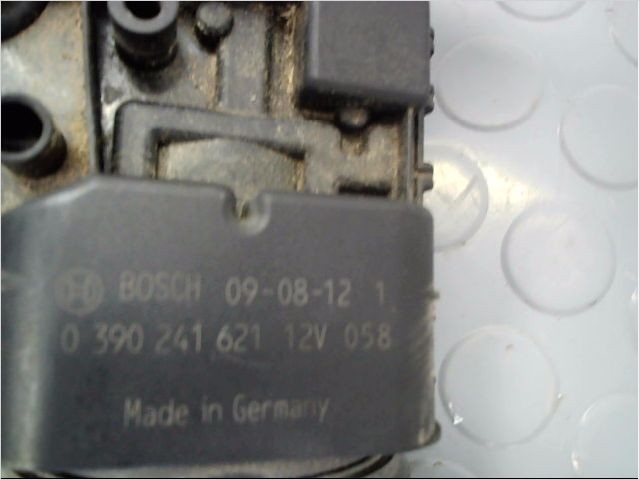 BOSCH 09-08-12 1
0 390 241 621 12V 058
Made in Germany